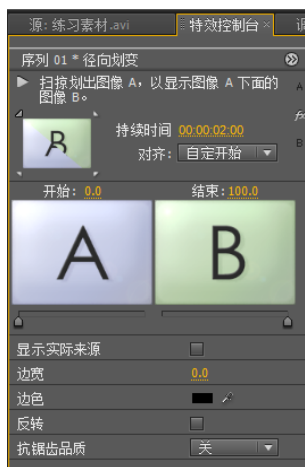 源: 练习素材.avi 特效控制台 × 调
序列 01 * 径向划变
扫掠划出图像 A，以显示图像 A 下面的
图像 B。
A
fx
B
A B
持续时间 00:00:02:00
对齐: 自定开始
开始: 0.0 结束: 100.0
A B
显示实际来源
边宽 0.0
边色
反转
抗锯齿品质 关